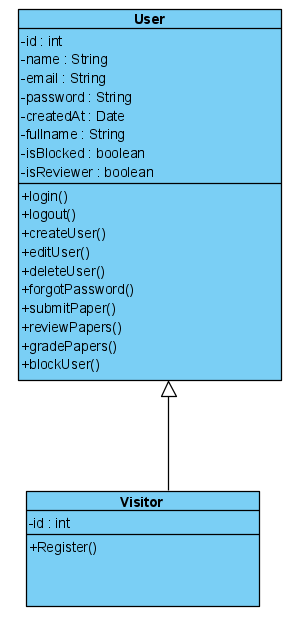 User
-id : int
-name : String
-email : String
-password : String
-createdAt : Date
-fullname : String
-isBlocked : boolean
-isReviewer : boolean
+login()
+logout()
+createUser()
+editUser()
+deleteUser()
+forgotPassword()
+submitPaper()
+reviewPapers()
+gradePapers()
+blockUser()
Visitor
-id : int
+Register()